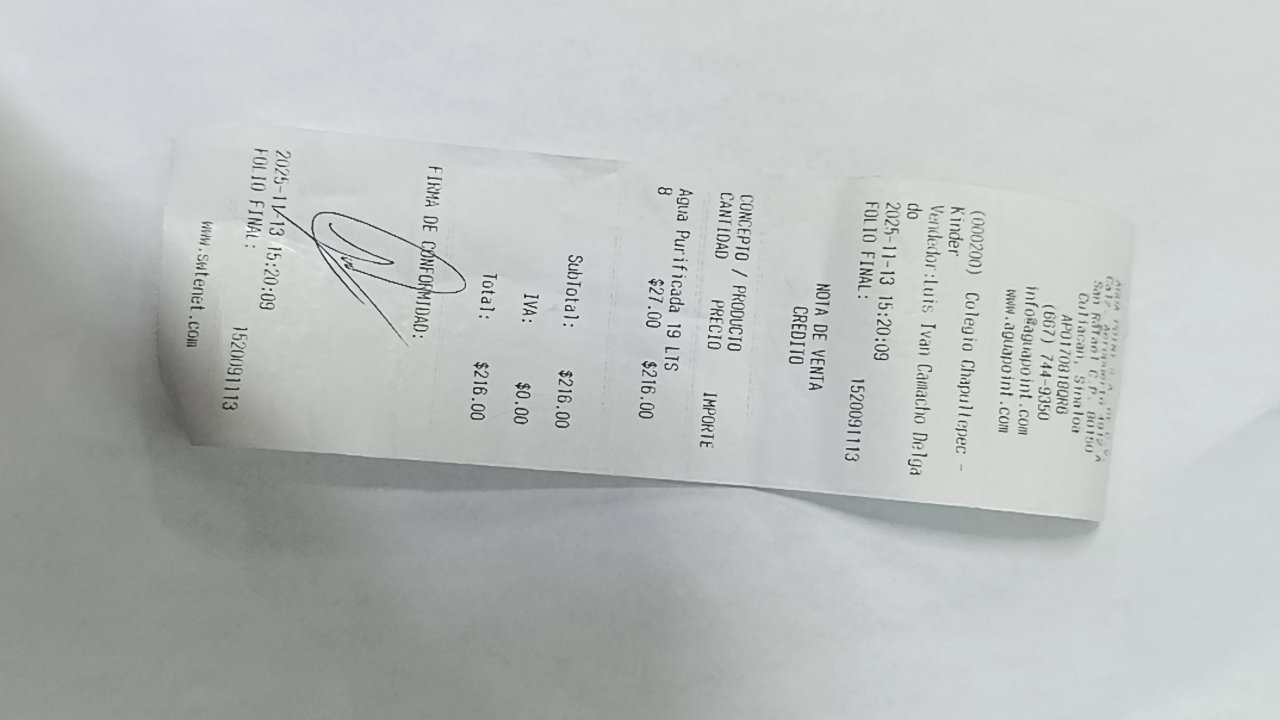 San Rafael C.P. 80150
Culiacan, Sinaloa
APO170818QR6
(667) 744-9350
info@aguapoint.com
www.aguapoint.com
(000200) Colegio Chapultepec -
Kinder
Vendedor:Luis Ivan Camacho Delga
do
2025-11-13 15:20:09
FOLIO FINAL: 1520091113
NOTA DE VENTA
CREDITO
CONCEPTO / PRODUCTO
CANTIDAD PRECIO IMPORTE
Agua Purificada 19 LTS
8 $27.00 $216.00
SubTotal: $216.00
IVA: $0.00
Total: $216.00
FIRMA DE CONFORMIDAD:
2025-11-13 15:20:09
FOLIO FINAL: 1520091113
www.swtenet.com